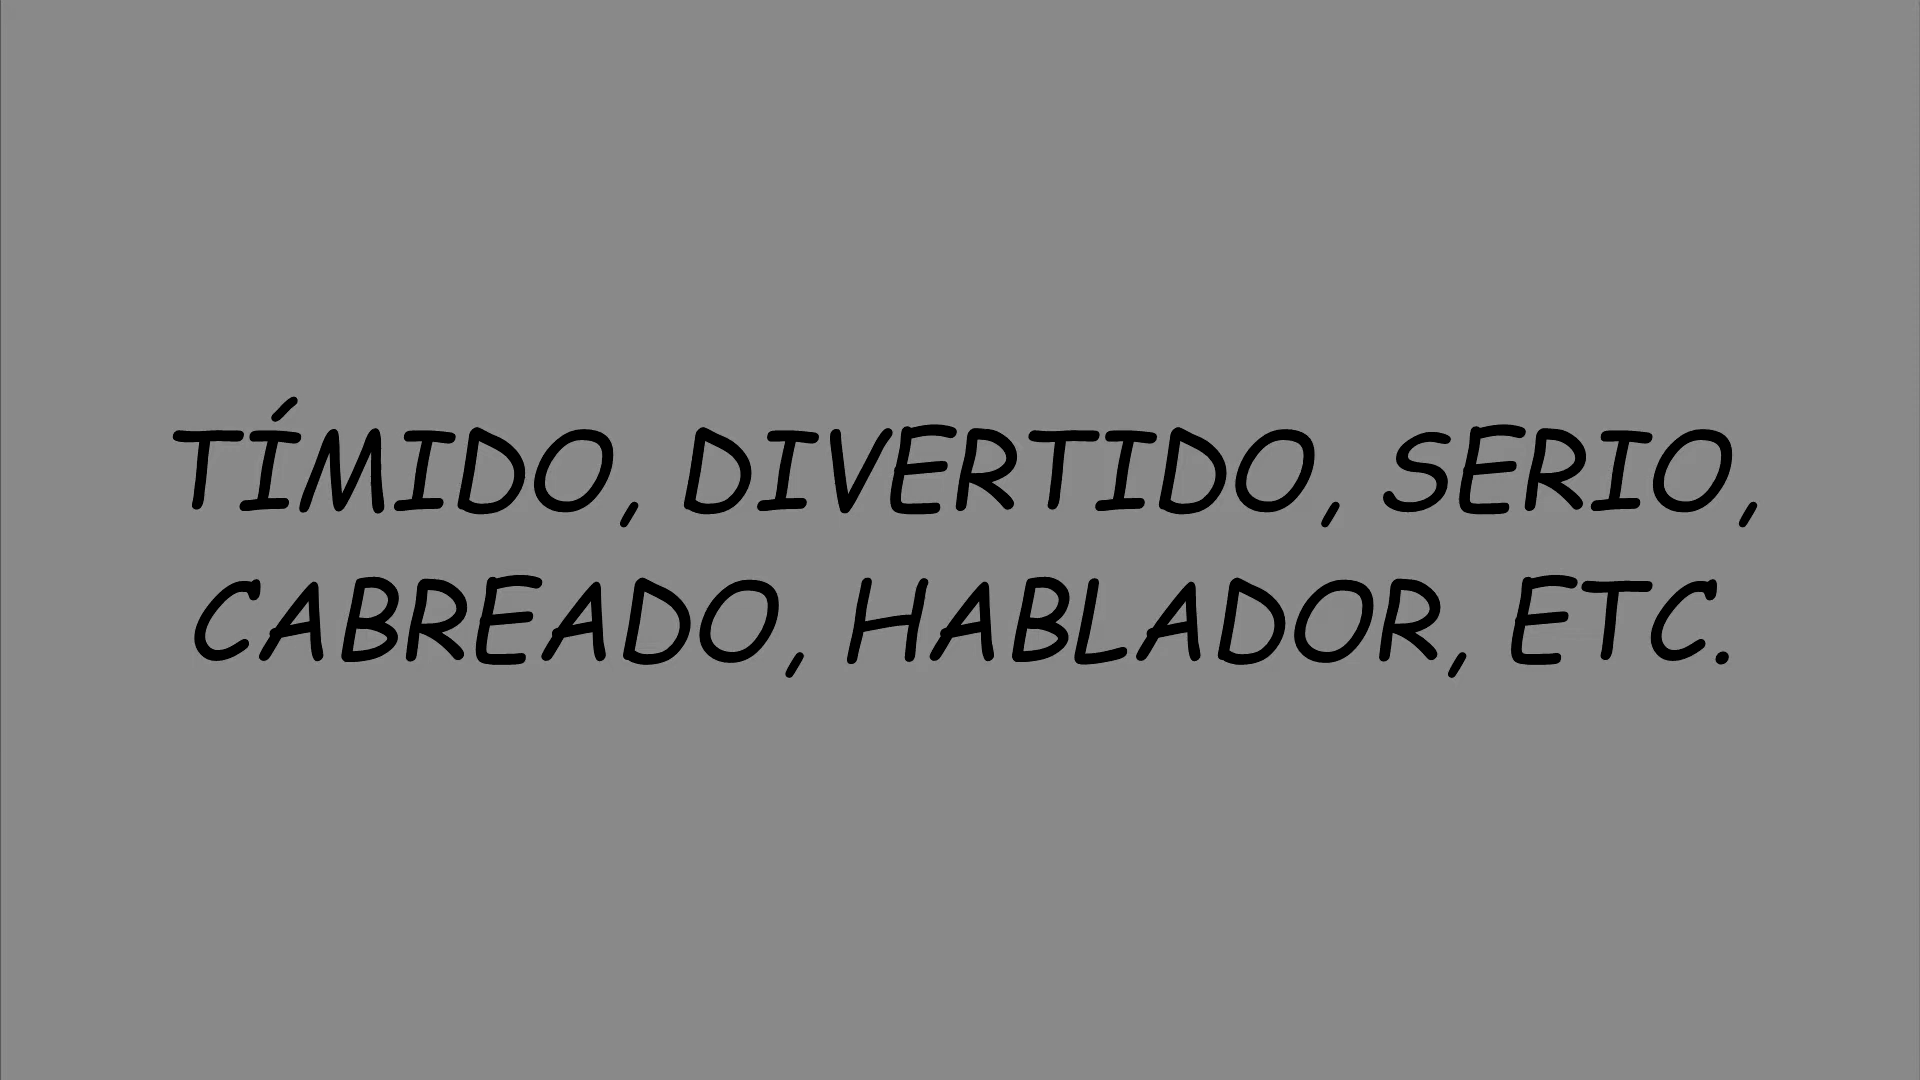 TÍMIDO, DIVERTIDO, SERIO,
CABREADO, HABLADOR, ETC.